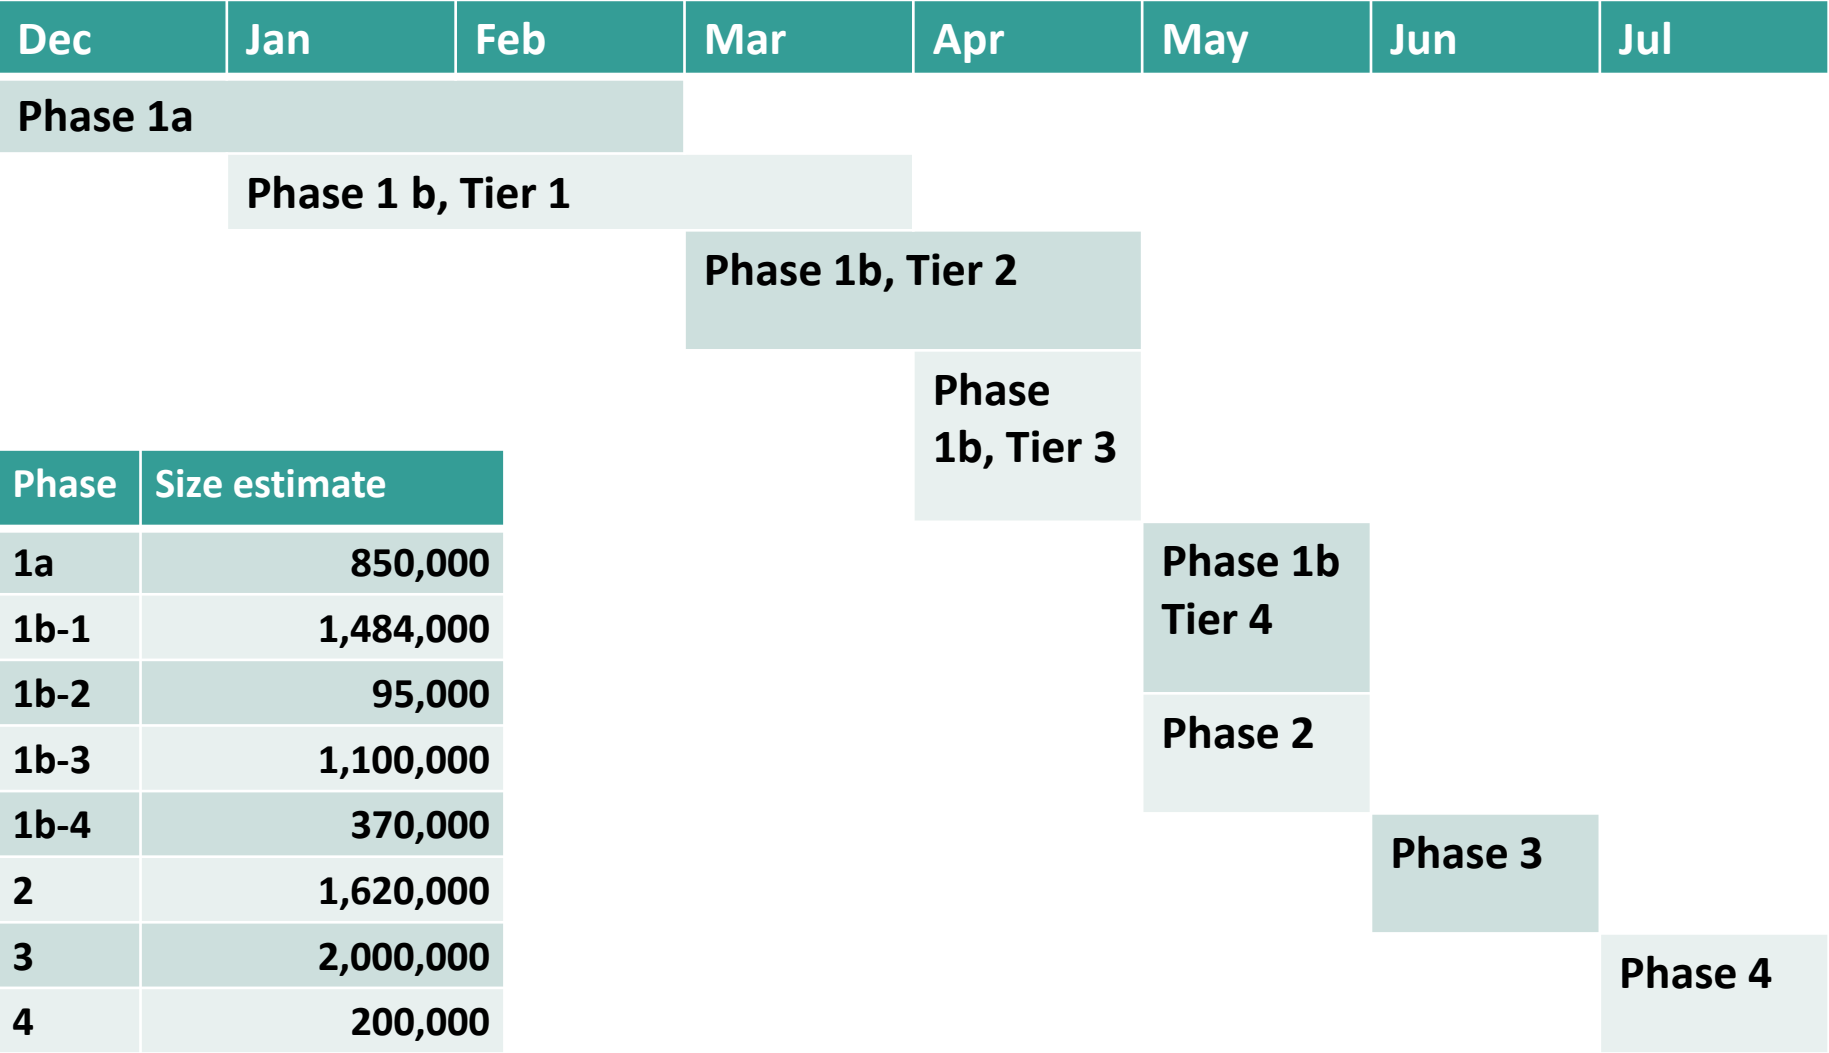 Dec Jan Feb Mar Apr May Jun Jul
Phase 1a
Phase 1 b, Tier 1
Phase 1b, Tier 2
Phase
1b, Tier 3
Phase 1b
Tier 4
Phase 2
Phase 3
Phase 4
Phase Size estimate
1a 850,000
1b-1 1,484,000
1b-2 95,000
1b-3 1,100,000
1b-4 370,000
2 1,620,000
3 2,000,000
4 200,000